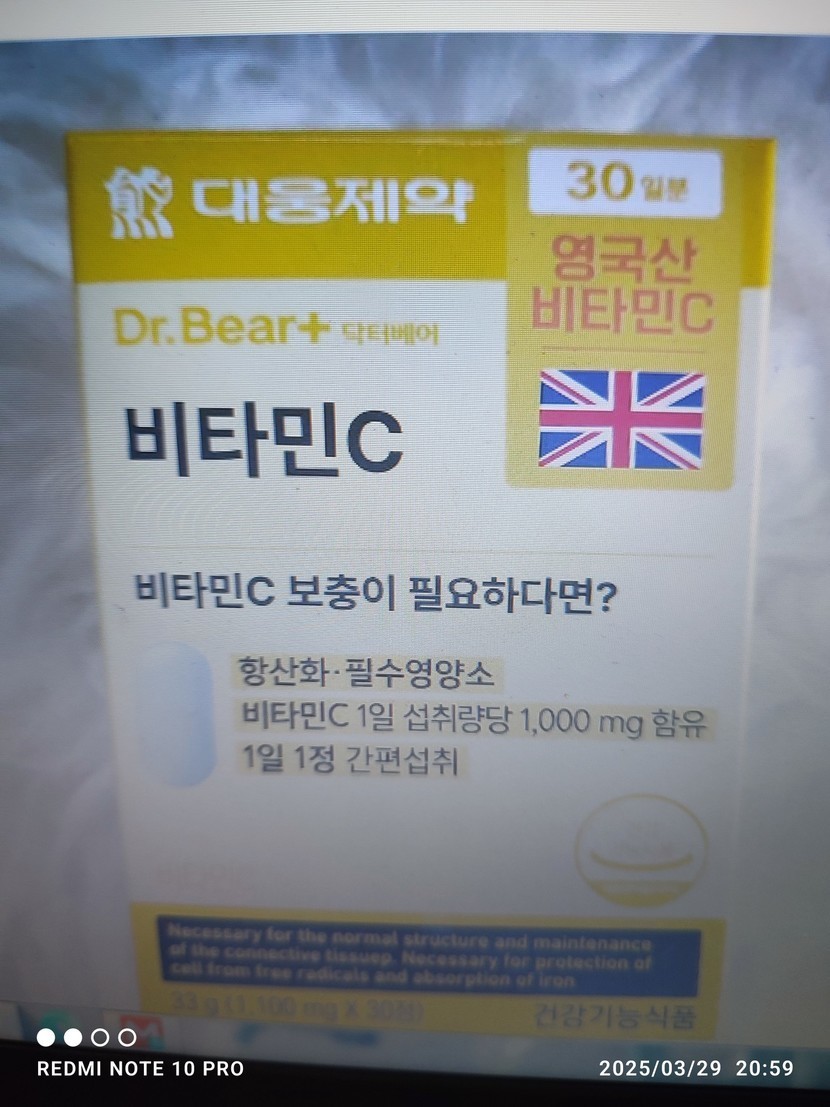 대웅제약
30일분
영국산
비타민C
Dr.Bear+ 닥터베어
비타민C
비타민C 보충이 필요하다면?
항산화·필수영양소
비타민C 1일 섭취량당 1,000 mg 함유
1일 1정 간편섭취
Necessary for the normal structure and maintenance
of the connective tissuep. Necessary for protection of
cell from free radicals and absorption of iron
33 g (1,100 mg X 30정)
건강기능식품
REDMI NOTE 10 PRO
2025/03/29 20:59